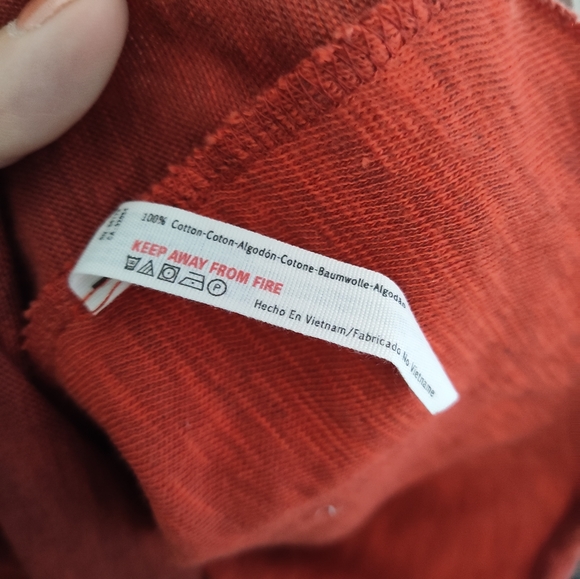 100% Cotton-Coton-Algodón-Cotone-Baumwolle-Algodão
KEEP AWAY FROM FIRE
P
Hecho En Vietnam/Fabricado No Vietname